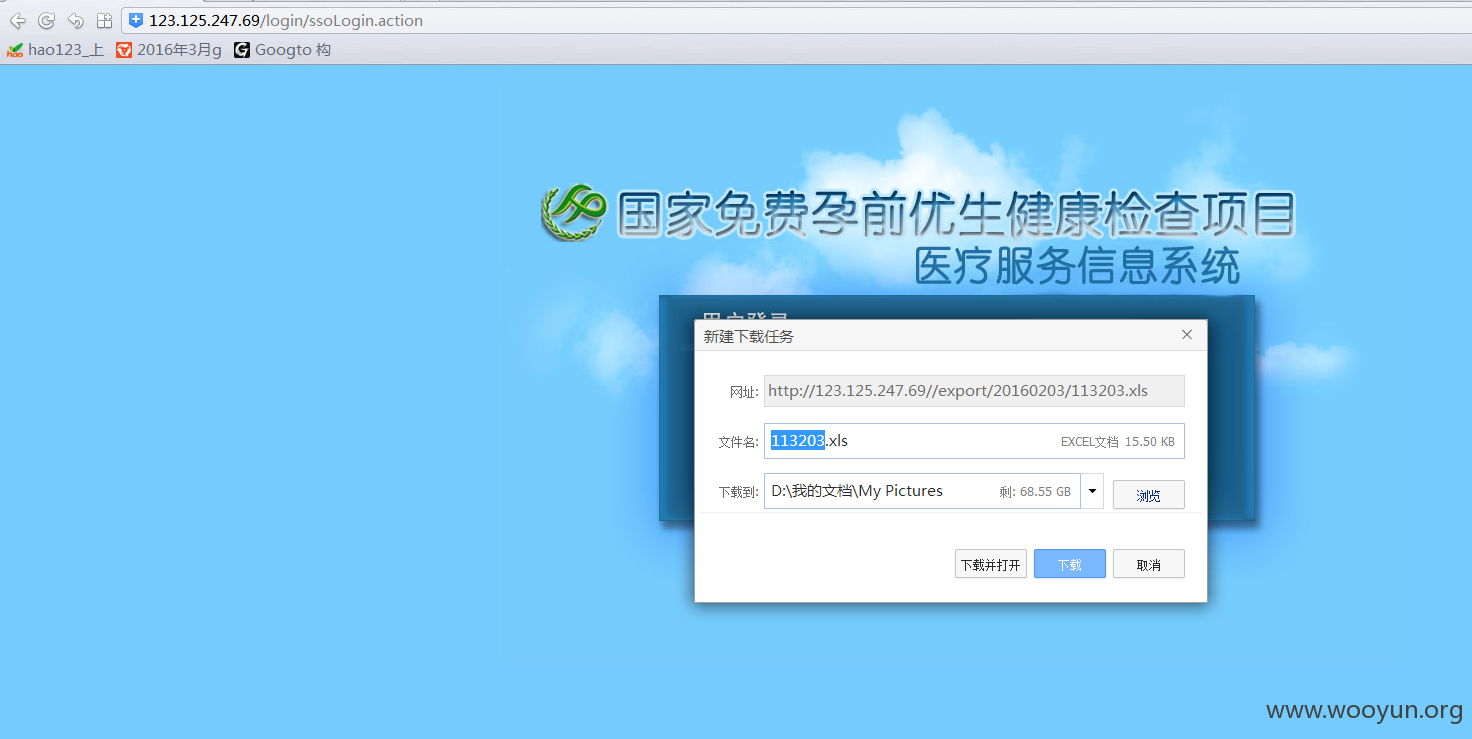 123.125.247.69/login/ssoLogin.action
hao123_上 2016年3月g Googto 构
国家免费孕前优生健康检查项目
医疗服务信息系统
用户登录
新建下载任务
网址: http://123.125.247.69//export/20160203/113203.xls
文件名: 113203.xls EXCEL文档 15.50 KB
下载到: D:\我的文档\My Pictures 剩: 68.55 GB 浏览
下载并打开 下载 取消
www.wooyun.org